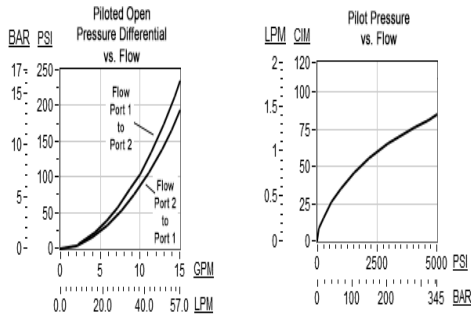 Piloted Open
Pressure Differential
vs. Flow
BAR PSI
17 250
15 200
150
10 100
5 50
0 0
Flow
Port 1
to
Port 2
Flow
Port 2
to
Port 1
0 5 10 15 GPM
0.0 20.0 40.0 57.0 LPM
Pilot Pressure
vs. Flow
LPM CIM
2 120
1.5 100
1 75
50
0.5 25
0 0
0 2500 5000 PSI
0 100 200 345 BAR